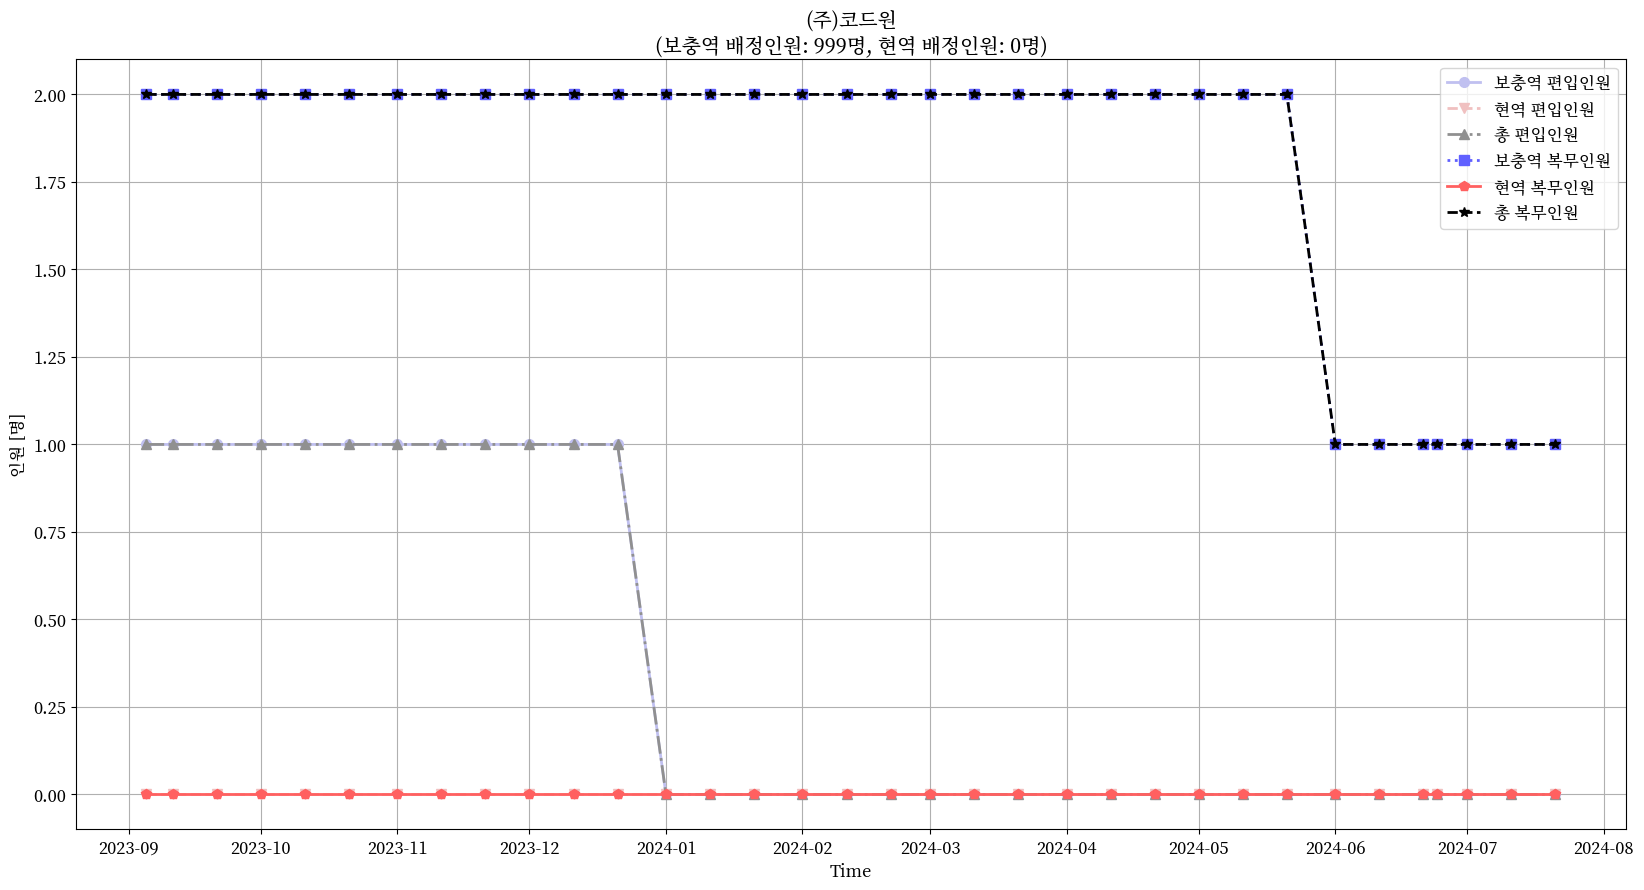 (주)코드원
(보충역 배정인원: 999명, 현역 배정인원: 0명)
보충역 편입인원
현역 편입인원
총 편입인원
보충역 복무인원
현역 복무인원
총 복무인원
인원 [명]
2.00
1.75
1.50
1.25
1.00
0.75
0.50
0.25
0.00
2023-09 2023-10 2023-11 2023-12 2024-01 2024-02 2024-03 2024-04 2024-05 2024-06 2024-07 2024-08
Time